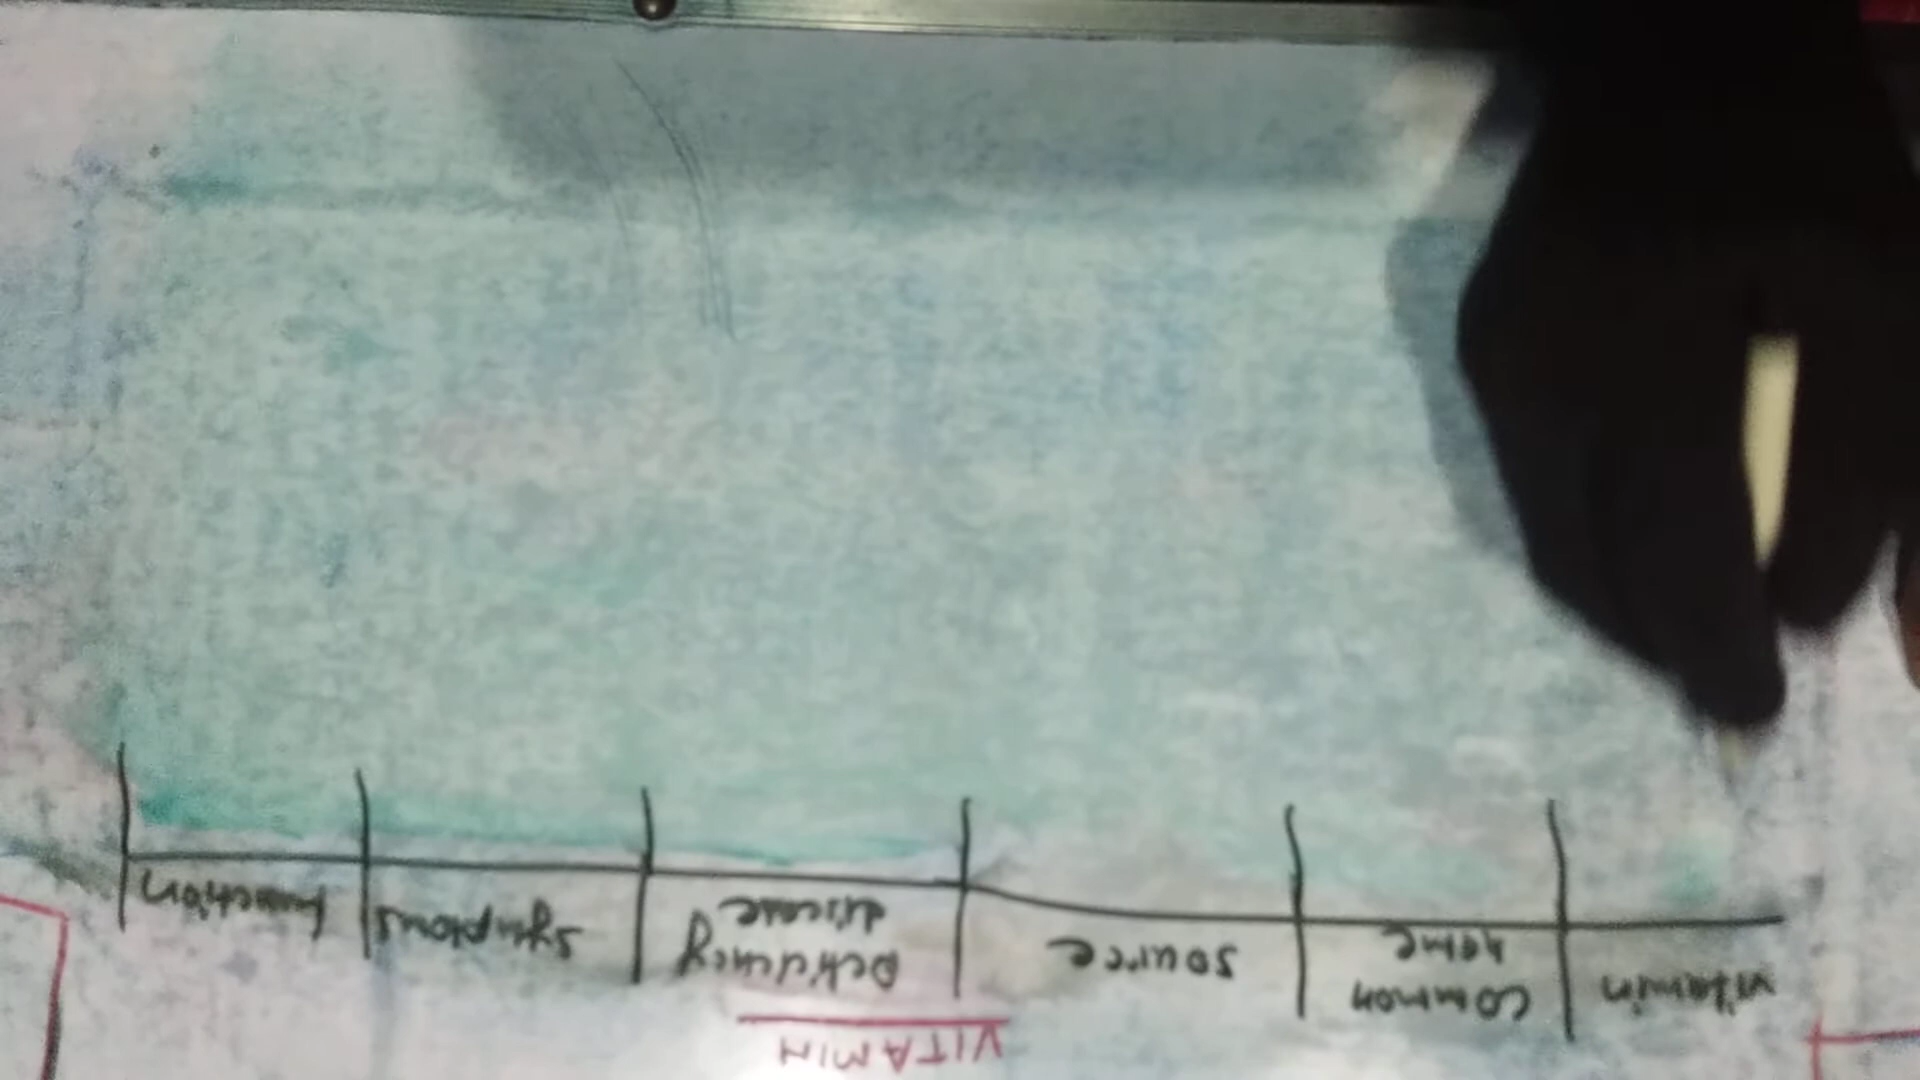 VITAMIN
vitamin
common
name
source
Deficiency
disease
symptoms
function